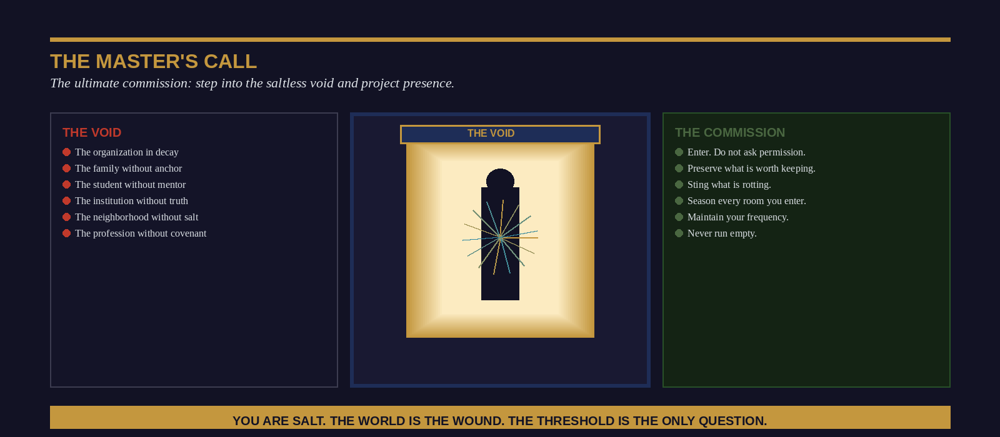 THE MASTER'S CALL
The ultimate commission: step into the saltless void and project presence.
THE VOID
The organization in decay
The family without anchor
The student without mentor
The institution without truth
The neighborhood without salt
The profession without covenant
THE VOID
THE COMMISSION
Enter. Do not ask permission.
Preserve what is worth keeping.
Sting what is rotting.
Season every room you enter.
Maintain your frequency.
Never run empty.
YOU ARE SALT. THE WORLD IS THE WOUND. THE THRESHOLD IS THE ONLY QUESTION.